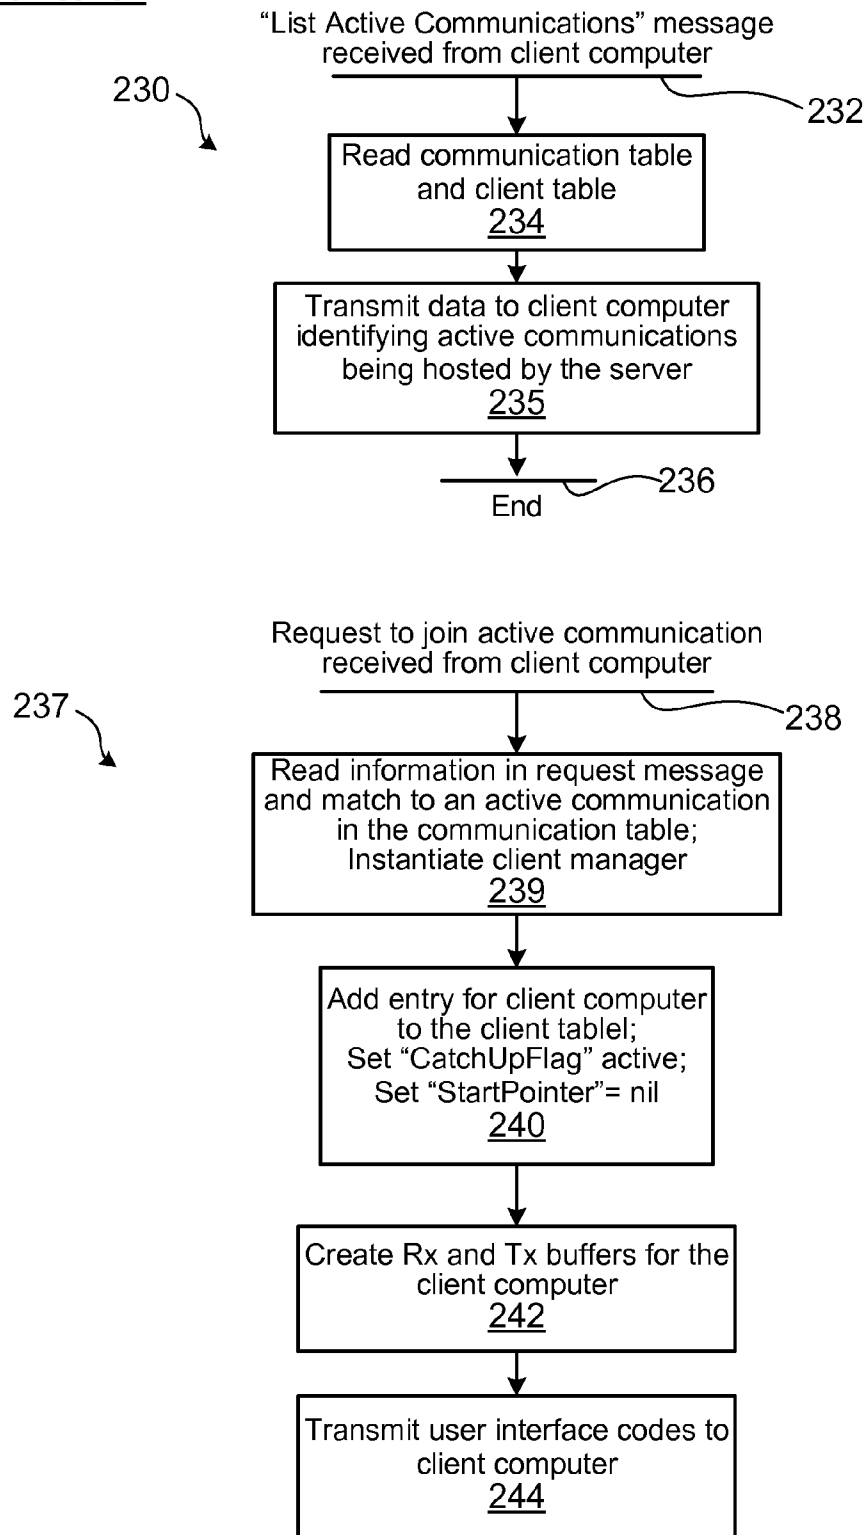 “List Active Communications” message
received from client computer
230
232
Read communication table
and client table
234
Transmit data to client computer
identifying active communications
being hosted by the server
235
236
End
Request to join active communication
received from client computer
237
238
Read information in request message
and match to an active communication
in the communication table;
Instantiate client manager
239
Add entry for client computer
to the client tablel;
Set “CatchUpFlag” active;
Set “StartPointer”= nil
240
Create Rx and Tx buffers for the
client computer
242
Transmit user interface codes to
client computer
244